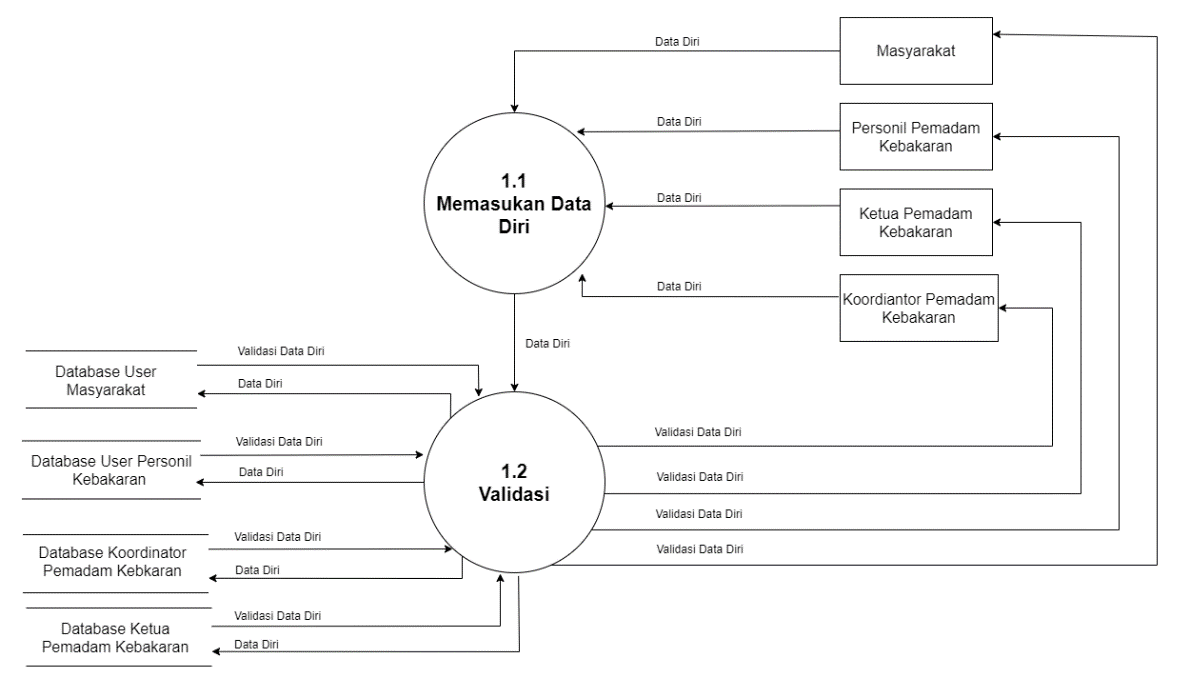 Data Diri
Masyarakat
Data Diri
Personil Pemadam
Kebakaran
1.1
Memasukan Data
Diri
Data Diri
Ketua Pemadam
Kebakaran
Data Diri
Koordiantor Pemadam
Kebakaran
Data Diri
Validasi Data Diri
Database User
Masyarakat
Data Diri
Validasi Data Diri
Database User Personil
Kebakaran
Data Diri
1.2
Validasi
Validasi Data Diri
Validasi Data Diri
Validasi Data Diri
Validasi Data Diri
Validasi Data Diri
Database Koordinator
Pemadam Kebkaran
Data Diri
Validasi Data Diri
Database Ketua
Pemadam Kebakaran
Data Diri